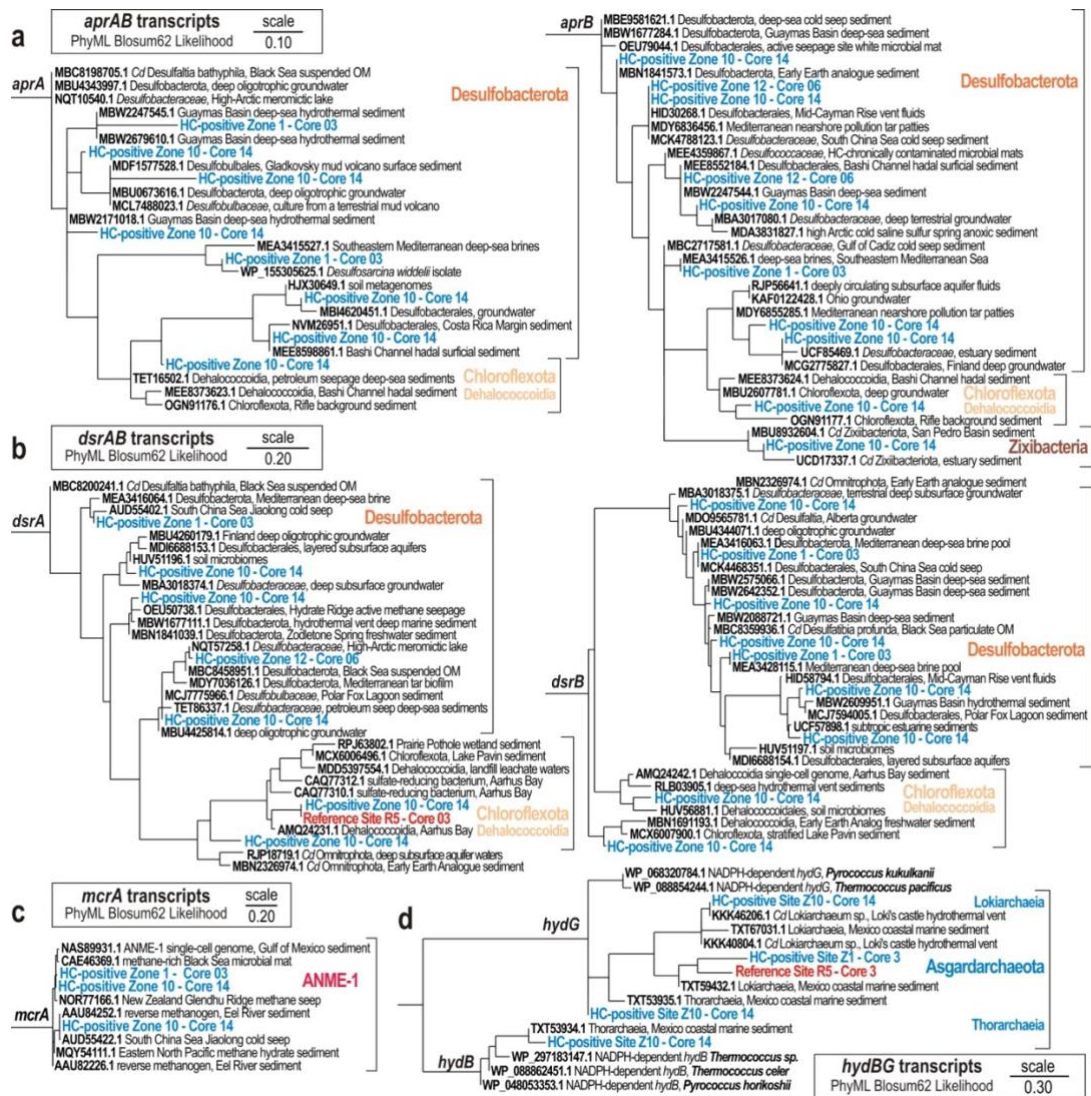 a
aprAB transcripts
PhyML Blosum62 Likelihood
scale
0.10
aprA
MBC8198705.1 Cd Desulfaltia bathyphila, Black Sea suspended OM
MBU4343997.1 Desulfobacterota, deep oligotrophic groundwater
NQT10540.1 Desulfobacteraceae, High-Arctic meromictic lake
MBW2247545.1 Guaymas Basin deep-sea hydrothermal sediment
HC-positive Zone 1 - Core 03
MBW2679610.1 Guaymas Basin deep-sea hydrothermal sediment
HC-positive Zone 10 - Core 14
MDF1577528.1 Desulfobulbales, Gladkovsky mud volcano surface sediment
HC-positive Zone 10 - Core 14
MBU0673616.1 Desulfobacterota, deep oligotrophic groundwater
MCL7488023.1 Desulfobulbaceae, culture from a terrestrial mud volcano
MBW2171018.1 Guaymas Basin deep-sea hydrothermal sediment
HC-positive Zone 10 - Core 14
MEA3415527.1 Southeastern Mediterranean deep-sea brines
HC-positive Zone 1 - Core 03
WP_155305625.1 Desulfosarcina widdelii isolate
HJX30649.1 soil metagenomes
HC-positive Zone 10 - Core 14
MBI4620451.1 Desulfobacterales, groundwater
NVM26951.1 Desulfobacterales, Costa Rica Margin sediment
HC-positive Zone 10 - Core 14
MEE8598861.1 Bashi Channel hadal surficial sediment
HC-positive Zone 10 - Core 14
TET16502.1 Dehalococcoidia, petroleum seepage deep-sea sediments
MEE8373623.1 Dehalococcoidia, Bashi Channel hadal sediment
OGN91176.1 Chloroflexota, Rifle background sediment
Desulfobacterota
Chloroflexota
Dehalococcoidia
aprB
MBE9581621.1 Desulfobacterota, deep-sea cold seep sediment
MBW1677284.1 Desulfobacterota, Guaymas Basin deep-sea sediment
OEU79044.1 Desulfobacterales, active seepage site white microbial mat
HC-positive Zone 10 - Core 14
MBN1841573.1 Desulfobacterota, Early Earth analogue sediment
HC-positive Zone 12 - Core 06
HC-positive Zone 10 - Core 14
HID30268.1 Desulfobacterales, Mid-Cayman Rise vent fluids
MDY6836456.1 Mediterranean nearshore pollution tar patties
MCK4788123.1 Desulfobacteraceae, South China Sea cold seep sediment
MEE4359867.1 Desulfococcaceae, HC-chronically contaminated microbial mats
MEE8552184.1 Desulfobacterales, Bashi Channel hadal surficial sediment
HC-positive Zone 12 - Core 06
MBW2247544.1 Guaymas Basin deep-sea sediment
HC-positive Zone 10 - Core 14
MBA3017080.1 Desulfobacteraceae, deep terrestrial groundwater
MDA3831827.1 high Arctic cold saline sulfur spring anoxic sediment
MBC2717581.1 Desulfobacteraceae, Gulf of Cadiz cold seep sediment
MEA3415526.1 deep-sea brines, Southeastern Mediterranean Sea
HC-positive Zone 1 - Core 03
RJP56641.1 deeply circulating subsurface aquifer fluids
KAF0122428.1 Ohio groundwater
MDY6855285.1 Mediterranean nearshore pollution tar patties
HC-positive Zone 10 - Core 14
HC-positive Zone 10 - Core 14
UCF85469.1 Desulfobacteraceae, estuary sediment
MCG2775827.1 Desulfobacterales, Finland deep groundwater
MEE8373624.1 Dehalococcoidia, Bashi Channel hadal sediment
MBU2607781.1 Chloroflexota, deep groundwater
HC-positive Zone 10 - Core 14
OGN91177.1 Chloroflexota, Rifle background sediment
MBU8932604.1 Cd Zixiibacteriota, San Pedro Basin sediment
HC-positive Zone 10 - Core 14
UCD17337.1 Cd Zixiibacteriota, estuary sediment
Desulfobacterota
Chloroflexota
Dehalococcoidia
Zixibacteria
b
dsrAB transcripts
PhyML Blosum62 Likelihood
scale
0.20
dsrA
MBC8200241.1 Cd Desulfaltia bathyphila, Black Sea suspended OM
MEA3416064.1 Desulfobacterota, Mediterranean deep-sea brine
AUD55402.1 South China Sea Jiaolong cold seep
HC-positive Zone 1 - Core 03
MBU4260179.1 Finland deep oligotrophic groundwater
MDI6688153.1 Desulfobacterales, layered subsurface aquifers
HUV51196.1 soil microbiomes
HC-positive Zone 10 - Core 14
MBA3018374.1 Desulfobacteraceae, deep subsurface groundwater
HC-positive Zone 10 - Core 14
OEU50738.1 Desulfobacterales, Hydrate Ridge active methane seepage
MBW1677111.1 Desulfobacterota, hydrothermal vent deep marine sediment
MBN1841039.1 Desulfobacterota, Zodletone Spring freshwater sediment
NQT57258.1 Desulfobacteraceae, High-Arctic meromictic lake
HC-positive Zone 12 - Core 06
MBC8458951.1 Desulfobacterota, Black Sea suspended OM
MDY7036126.1 Desulfobacterota, Mediterranean tar biofilm
MCJ7775966.1 Desulfobulbaceae, Polar Fox Lagoon sediment
TET86337.1 Desulfobacteraceae, petroleum seep deep-sea sediments
HC-positive Zone 10 - Core 14
MBU4425814.1 deep oligotrophic groundwater
RPJ63802.1 Prairie Pothole wetland sediment
MCX6006496.1 Chloroflexota, Lake Pavin sediment
MDD5397554.1 Dehalococcoidia, landfill leachate waters
CAQ77312.1 sulfate-reducing bacterium, Aarhus Bay
CAQ77310.1 sulfate-reducing bacterium, Aarhus Bay
HC-positive Zone 10 - Core 14
Reference Site R5 - Core 03
AMQ24231.1 Dehalococcoidia, Aarhus Bay
HC-positive Zone 10 - Core 14
RJP18719.1 Cd Omnitrophota, deep subsurface aquifer waters
MBN2326974.1 Cd Omnitrophota, Early Earth Analogue sediment
Desulfobacterota
Chloroflexota
Dehalococcoidia
dsrB
MBN2326974.1 Cd Omnitrophota, Early Earth analogue sediment
MBA3018375.1 Desulfobacteraceae, terrestrial deep subsurface groundwater
HC-positive Zone 10 - Core 14
MDO9565781.1 Cd Desulfaltia, Alberta groundwater
MBU4344071.1 deep oligotrophic groundwater
MEA3416063.1 Desulfobacterota, Mediterranean deep-sea brine pool
HC-positive Zone 1 - Core 03
MCK4468351.1 Desulfobacterales, South China Sea cold seep
MBW2575066.1 Desulfobacterota, Guaymas Basin deep-sea sediment
MBW2642352.1 Desulfobacterota, Guaymas Basin deep-sea sediment
HC-positive Zone 10 - Core 14
MBW2088721.1 Guaymas Basin deep-sea sediment
MBC8359936.1 Cd Desulfatibia profunda, Black Sea particulate OM
HC-positive Zone 10 - Core 14
HC-positive Zone 1 - Core 03
MEA3428115.1 Mediterranean deep-sea brine pool
HID58794.1 Desulfobacterales, Mid-Cayman Rise vent fluids
HC-positive Zone 10 - Core 14
MBW2609951.1 Guaymas Basin hydrothermal sediment
MCJ7594005.1 Desulfobacterales, Polar Fox Lagoon sediment
UCF57898.1 subtropic estuarine sediments
HC-positive Zone 10 - Core 14
HUV51197.1 soil microbiomes
MDI6688154.1 Desulfobacterales, layered subsurface aquifers
AMQ24242.1 Dehalococcoidia single-cell genome, Aarhus Bay sediment
RLB03905.1 deep-sea hydrothermal vent sediments
HC-positive Zone 10 - Core 14
HUV56881.1 Dehalococcoidales, soil microbiomes
MBN1691193.1 Dehalococcoidia, Early Earth Analog freshwater sediment
MCX6007900.1 Chloroflexota, stratified Lake Pavin sediment
HC-positive Zone 10 - Core 14
Desulfobacterota
Chloroflexota
Dehalococcoidia
c
mcrA transcripts
PhyML Blosum62 Likelihood
scale
0.20
mcrA
NAS89931.1 ANME-1 single-cell genome, Gulf of Mexico sediment
CAE46369.1 methane-rich Black Sea microbial mat
HC-positive Zone 1 - Core 03
HC-positive Zone 10 - Core 14
NOR77166.1 New Zealand Glendhu Ridge methane seep
AAU84252.1 reverse methanogen, Eel River sediment
HC-positive Zone 10 - Core 14
AUD55422.1 South China Sea Jiaolong cold seep
MQY54111.1 Eastern North Pacific methane hydrate sediment
AAU82226.1 reverse methanogen, Eel River sediment
ANME-1
d
hydG
WP_068320784.1 NADPH-dependent hydG, Pyrococcus kukulkanii
WP_088854244.1 NADPH-dependent hydG, Thermococcus pacificus
HC-positive Site Z10 - Core 14
KKK46206.1 Cd Lokiarchaeum sp., Loki's castle hydrothermal vent
TXT67031.1 Lokiarchaeia, Mexico coastal marine sediment
KKK40804.1 Cd Lokiarchaeum sp., Loki's castle hydrothermal vent
HC-positive Site Z1 - Core 3
Reference Site R5 - Core 3
TXT59432.1 Lokiarchaeia, Mexico coastal marine sediment
TXT53935.1 Thorarchaeia, Mexico coastal marine sediment
HC-positive Site Z10 - Core 14
TXT53934.1 Thorarchaeia, Mexico coastal marine sediment
HC-positive Site Z10 - Core 14
hydB
WP_297183147.1 NADPH-dependent hydB Thermococcus sp.
WP_088862451.1 NADPH-dependent hydB, Thermococcus celer
WP_048053353.1 NADPH-dependent hydB, Pyrococcus horikoshii
Lokiarchaeia
Asgardarchaeota
Thorarchaeia
hydBG transcripts
PhyML Blosum62 Likelihood
scale
0.30